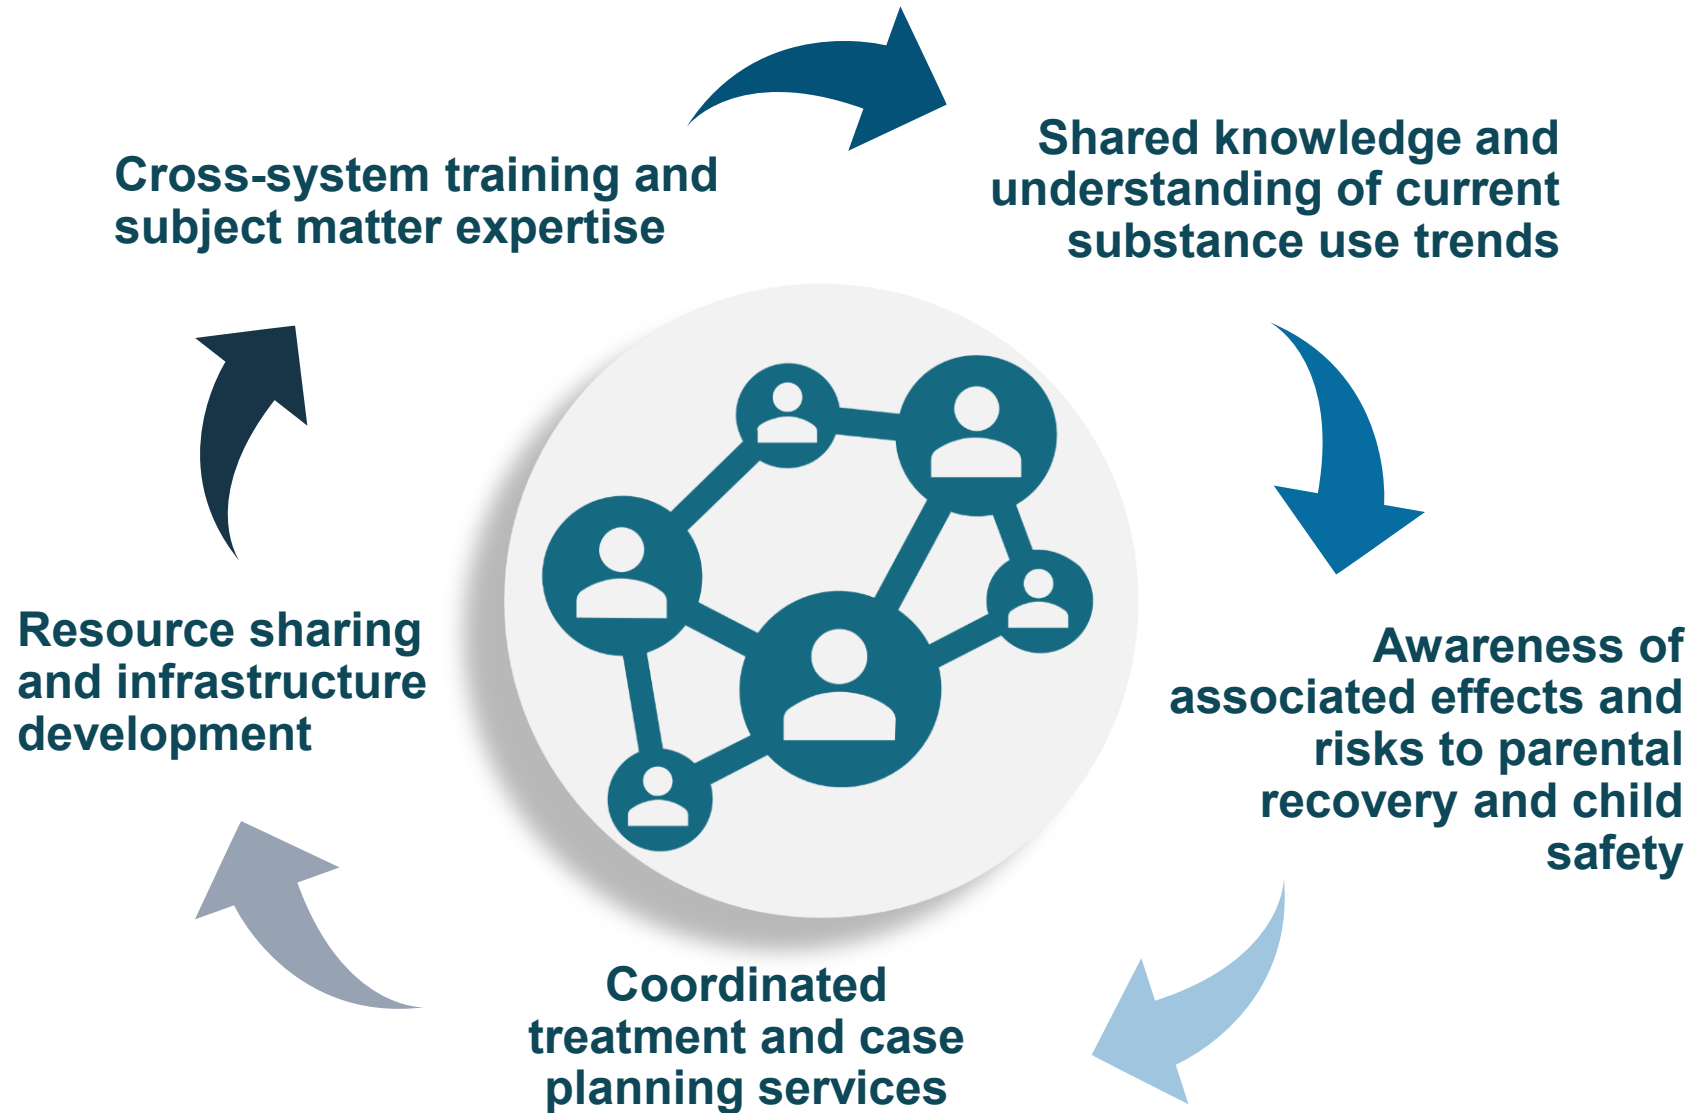 Cross-system training and
subject matter expertise
Shared knowledge and
understanding of current
substance use trends
Awareness of
associated effects and
risks to parental
recovery and child
safety
Coordinated
treatment and case
planning services
Resource sharing
and infrastructure
development